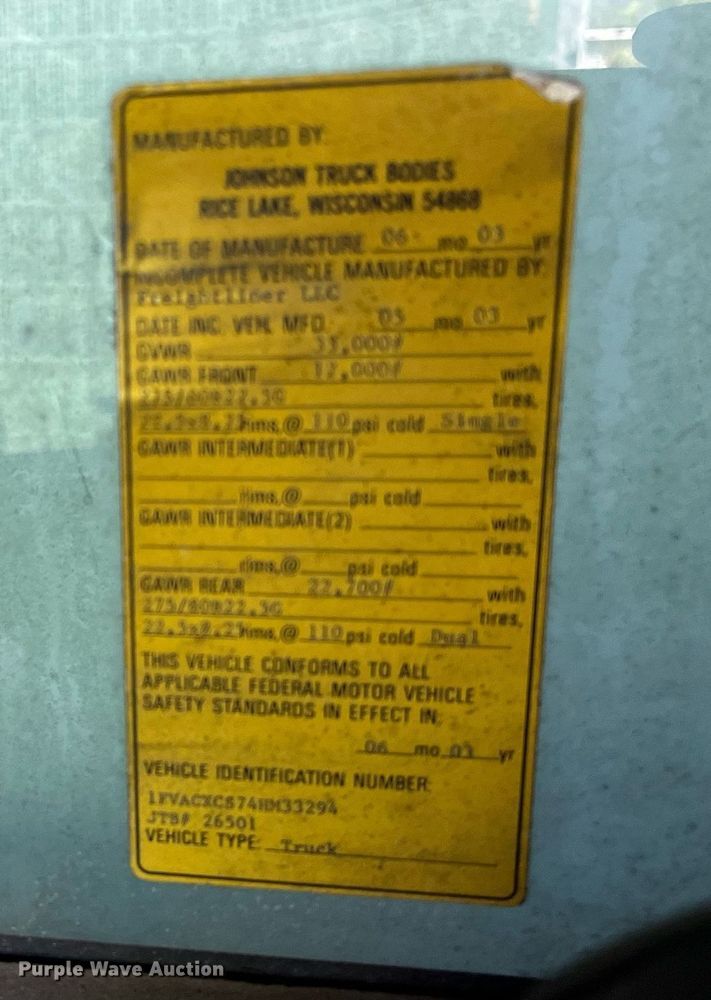 MANUFACTURED BY:
JOHNSON TRUCK BODIES
RICE LAKE, WISCONSIN 54868
DATE OF MANUFACTURE 06 mo 03 yr
INCOMPLETE VEHICLE MANUFACTURED BY:
Freightliner LLC
DATE INC. VEH. MFD. 05 mo 03 yr
GVWR 33,000#
GAWR FRONT 12,000# with
275/80R22.5G tires,
22.5x8.25 rims, @ 110 psi cold Single
GAWR INTERMEDIATE(1) with
tires,
rims, @ psi cold
GAWR INTERMEDIATE(2) with
tires,
rims, @ psi cold
GAWR REAR 22,700# with
275/80R22.5G tires,
22.5x8.25 rims, @ 110 psi cold Dual
THIS VEHICLE CONFORMS TO ALL
APPLICABLE FEDERAL MOTOR VEHICLE
SAFETY STANDARDS IN EFFECT IN:
06 mo 03 yr
VEHICLE IDENTIFICATION NUMBER:
JTB# 26501
VEHICLE TYPE: Truck
Purple Wave Auction